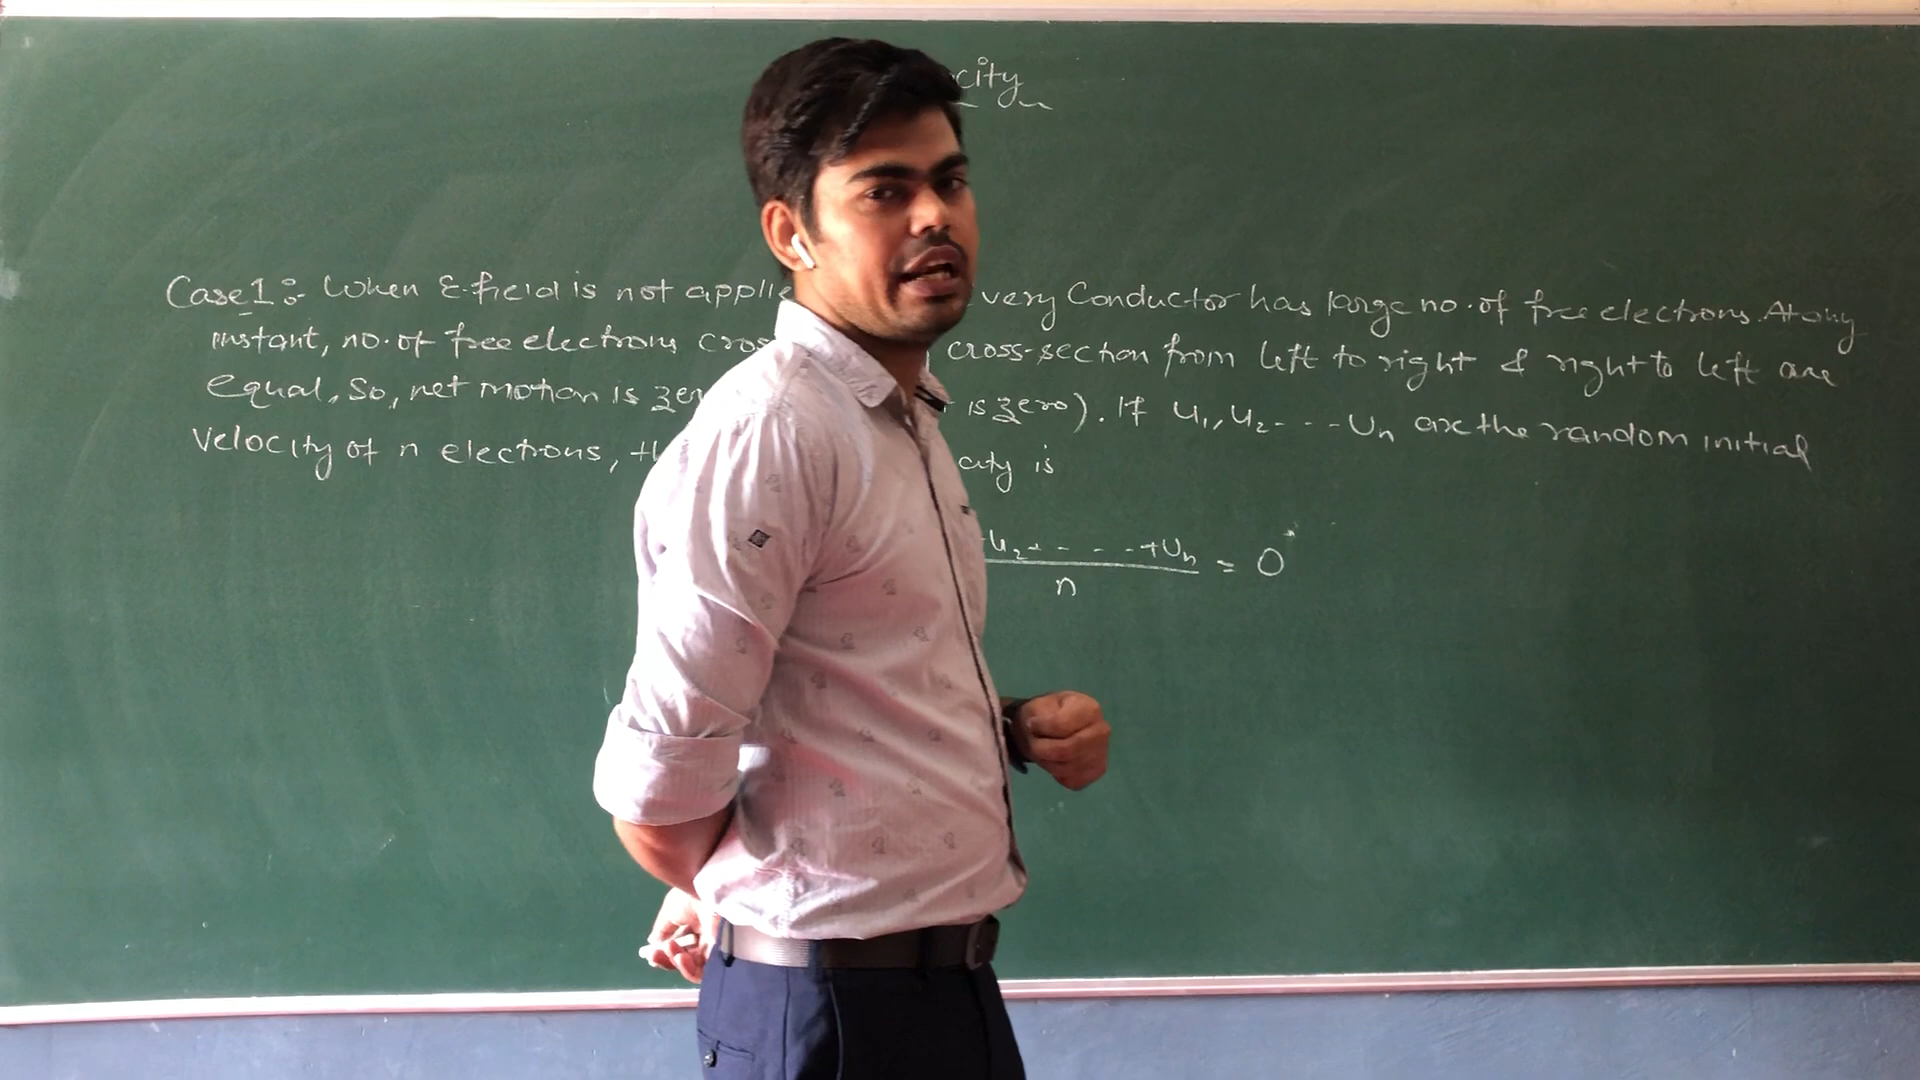 city
Case1:- When E-field is not applie very Conductor has large no. of free electrons. At any
instant, no. of free electrons cros cross-section from left to right & right to left are
equal, So, net motion is zer is zero). If u1, u2 - - - Un are the random initial
Velocity of n electrons, th city is
u2+ - - - +Un = 0
n